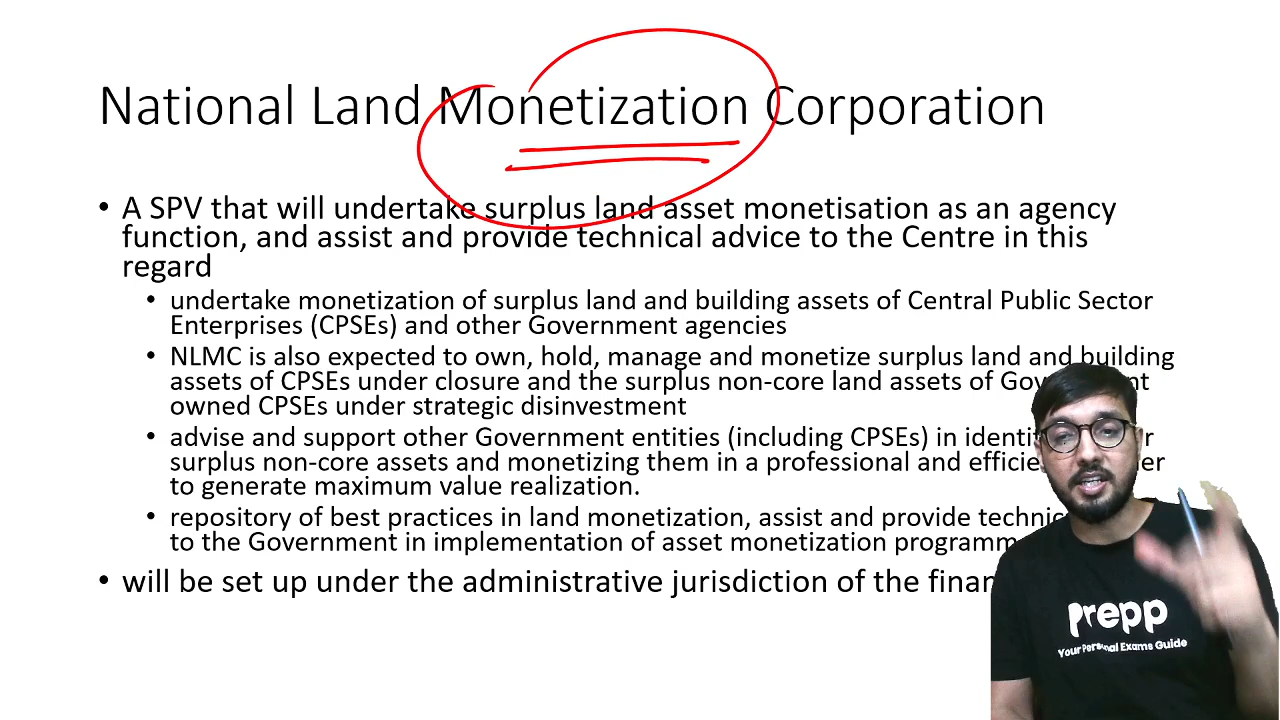 National Land Monetization Corporation
• A SPV that will undertake surplus land asset monetisation as an agency
function, and assist and provide technical advice to the Centre in this
regard
• undertake monetization of surplus land and building assets of Central Public Sector
Enterprises (CPSEs) and other Government agencies
• NLMC is also expected to own, hold, manage and monetize surplus land and building
assets of CPSEs under closure and the surplus non-core land assets of
owned CPSEs under strategic disinvestment
• advise and support other Government entities (including CPSEs) in
surplus non-core assets and monetizing them in a professional and
to generate maximum value realization.
• repository of best practices in land monetization, assist and provide
to the Government in implementation of asset monetization
• will be set up under the administrative jurisdiction of the
prepp
Your Personal Exams Guide